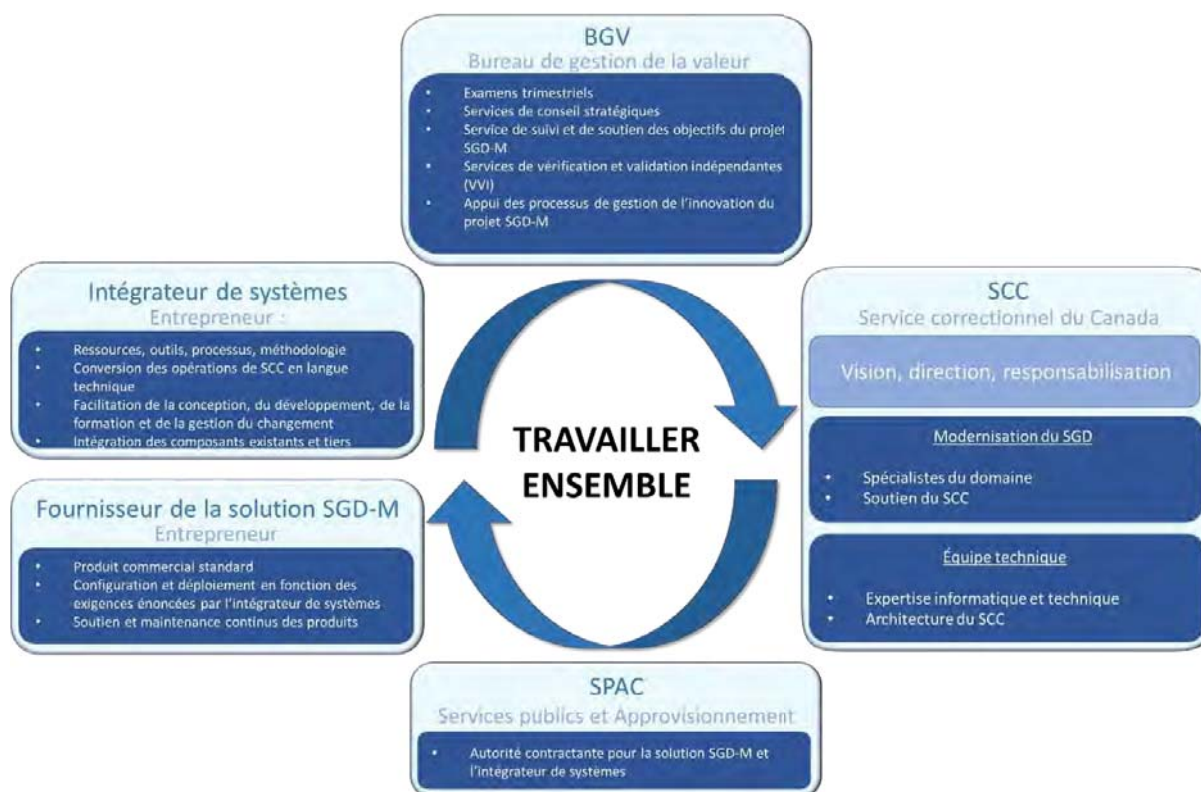 BGV
Bureau de gestion de la valeur
• Examens trimestriels
• Services de conseil stratégiques
• Service de suivi et de soutien des objectifs du projet
SGD-M
• Services de vérification et validation indépendantes
(VVI)
• Appui des processus de gestion de l'innovation du
projet SGD-M
Intégrateur de systèmes
Entrepreneur :
• Ressources, outils, processus, méthodologie
• Conversion des opérations de SCC en langue
technique
• Facilitation de la conception, du développement, de la
formation et de la gestion du changement
• Intégration des composants existants et tiers
Fournisseur de la solution SGD-M
Entrepreneur
• Produit commercial standard
• Configuration et déploiement en fonction des
exigences énoncées par l'intégrateur de systèmes
• Soutien et maintenance continus des produits
TRAVAILLER
ENSEMBLE
SCC
Service correctionnel du Canada
Vision, direction, responsabilisation
Modernisation du SGD
• Spécialistes du domaine
• Soutien du SCC
Équipe technique
• Expertise informatique et technique
• Architecture du SCC
SPAC
Services publics et Approvisionnement
• Autorité contractante pour la solution SGD-M et
l'intégrateur de systèmes